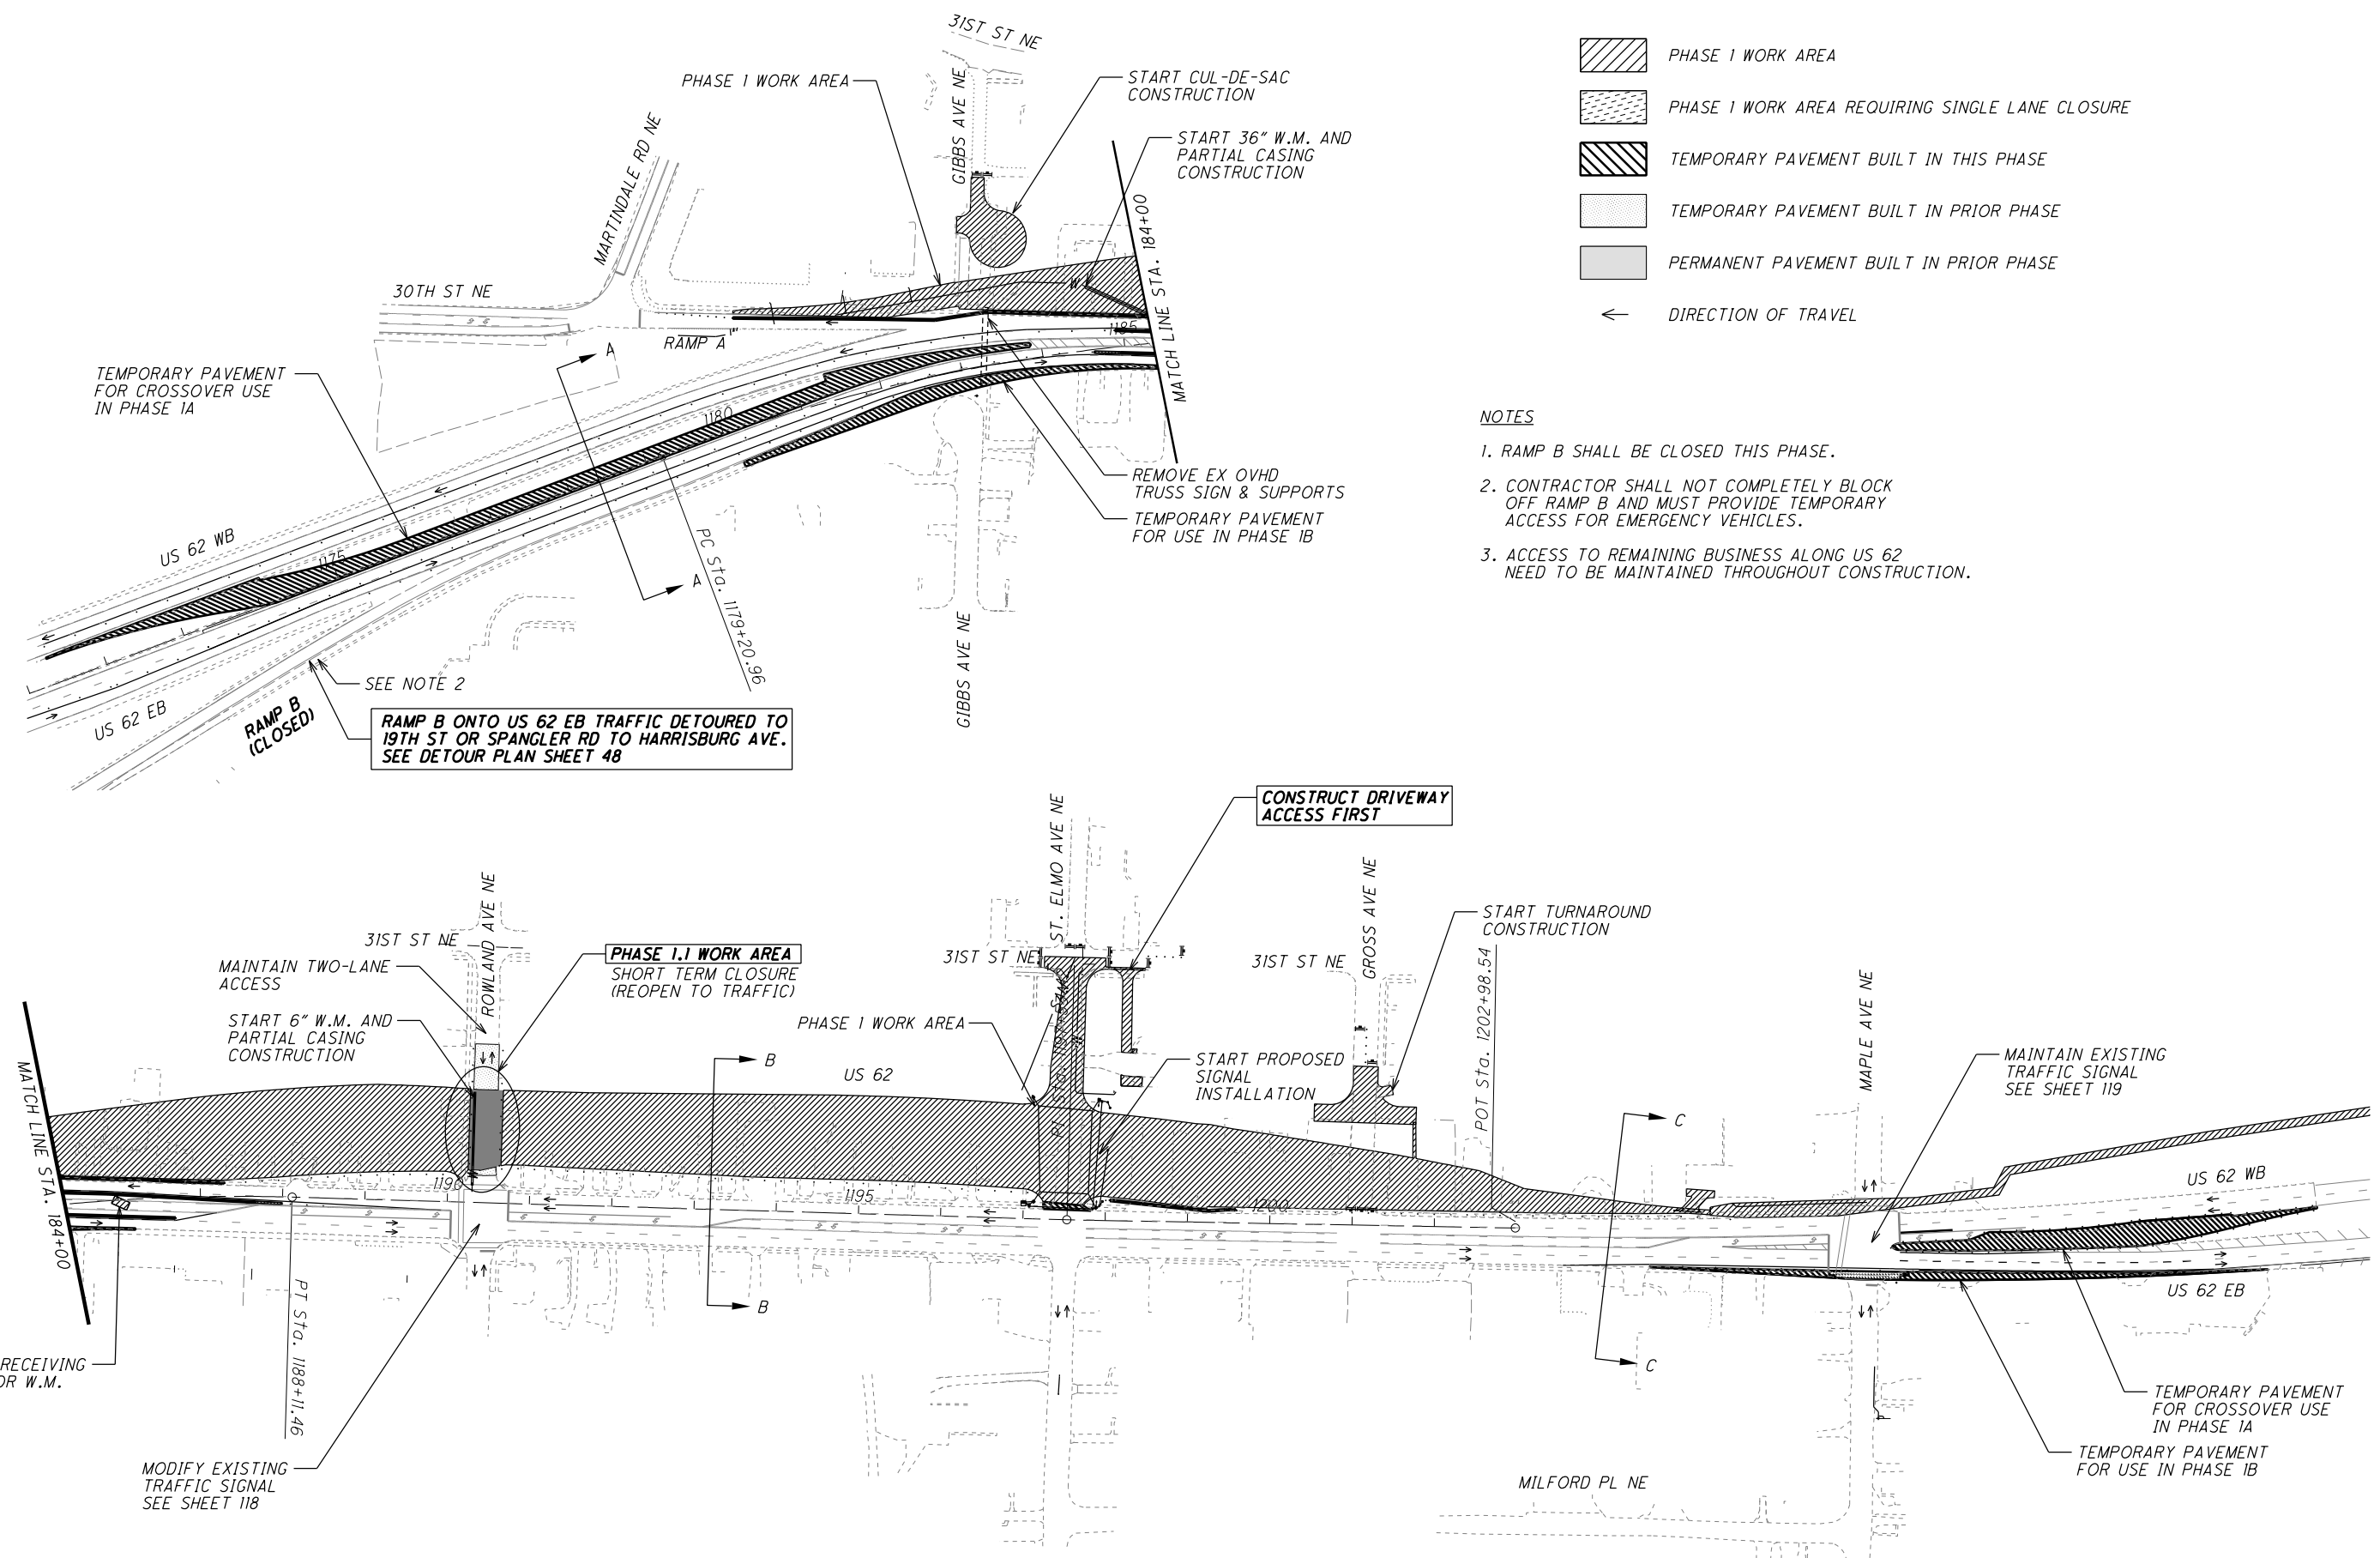 31ST ST NE
PHASE 1 WORK AREA
GIBBS AVE NE
START CUL-DE-SAC
CONSTRUCTION
START 36" W.M. AND
PARTIAL CASING
CONSTRUCTION
MARTINDALE RD NE
30TH ST NE
RAMP A
W
1185
MATCH LINE STA. 184+00
TEMPORARY PAVEMENT
FOR CROSSOVER USE
IN PHASE 1A
A
A
1180
1175
US 62 WB
US 62 EB
PC Sta. 1179+20.96
REMOVE EX OVHD
TRUSS SIGN & SUPPORTS
TEMPORARY PAVEMENT
FOR USE IN PHASE 1B
GIBBS AVE NE
SEE NOTE 2
RAMP B
(CLOSED)
RAMP B ONTO US 62 EB TRAFFIC DETOURED TO
19TH ST OR SPANGLER RD TO HARRISBURG AVE.
SEE DETOUR PLAN SHEET 48
PHASE 1 WORK AREA
PHASE 1 WORK AREA REQUIRING SINGLE LANE CLOSURE
TEMPORARY PAVEMENT BUILT IN THIS PHASE
TEMPORARY PAVEMENT BUILT IN PRIOR PHASE
PERMANENT PAVEMENT BUILT IN PRIOR PHASE
DIRECTION OF TRAVEL
NOTES
1. RAMP B SHALL BE CLOSED THIS PHASE.
2. CONTRACTOR SHALL NOT COMPLETELY BLOCK
OFF RAMP B AND MUST PROVIDE TEMPORARY
ACCESS FOR EMERGENCY VEHICLES.
3. ACCESS TO REMAINING BUSINESS ALONG US 62
NEED TO BE MAINTAINED THROUGHOUT CONSTRUCTION.
MATCH LINE STA. 184+00
31ST ST NE
ROWLAND AVE NE
MAINTAIN TWO-LANE
ACCESS
START 6" W.M. AND
PARTIAL CASING
CONSTRUCTION
PHASE 1.1 WORK AREA
SHORT TERM CLOSURE
(REOPEN TO TRAFFIC)
B
B
US 62
PHASE 1 WORK AREA
31ST ST NE
ST. ELMO AVE NE
CONSTRUCT DRIVEWAY
ACCESS FIRST
START PROPOSED
SIGNAL
INSTALLATION
31ST ST NE
GROSS AVE NE
START TURNAROUND
CONSTRUCTION
POT Sta. 1202+98.54
C
C
MAPLE AVE NE
MAINTAIN EXISTING
TRAFFIC SIGNAL
SEE SHEET 119
US 62 WB
US 62 EB
1190
1195
1200
RECEIVING
OR W.M.
PT Sta. 1188+11.46
MODIFY EXISTING
TRAFFIC SIGNAL
SEE SHEET 118
MILFORD PL NE
TEMPORARY PAVEMENT
FOR CROSSOVER USE
IN PHASE 1A
TEMPORARY PAVEMENT
FOR USE IN PHASE 1B